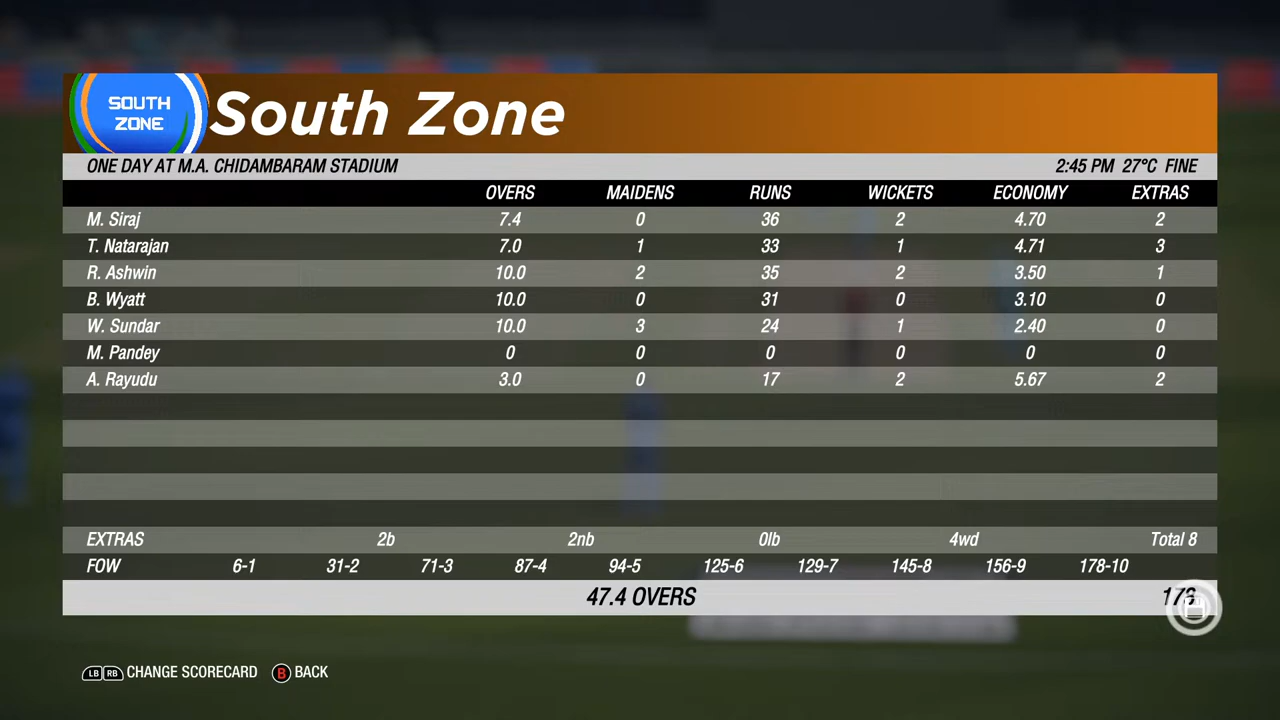 SOUTH ZONE
South Zone
ONE DAY AT M.A. CHIDAMBARAM STADIUM 2:45 PM 27°C FINE
OVERS MAIDENS RUNS WICKETS ECONOMY EXTRAS
M. Siraj 7.4 0 36 2 4.70 2
T. Natarajan 7.0 1 33 1 4.71 3
R. Ashwin 10.0 2 35 2 3.50 1
B. Wyatt 10.0 0 31 0 3.10 0
W. Sundar 10.0 3 24 1 2.40 0
M. Pandey 0 0 0 0 0 0
A. Rayudu 3.0 0 17 2 5.67 2
EXTRAS 2b 2nb 0lb 4wd Total 8
FOW 6-1 31-2 71-3 87-4 94-5 125-6 129-7 145-8 156-9 178-10
47.4 OVERS 178
LB RB CHANGE SCORECARD B BACK